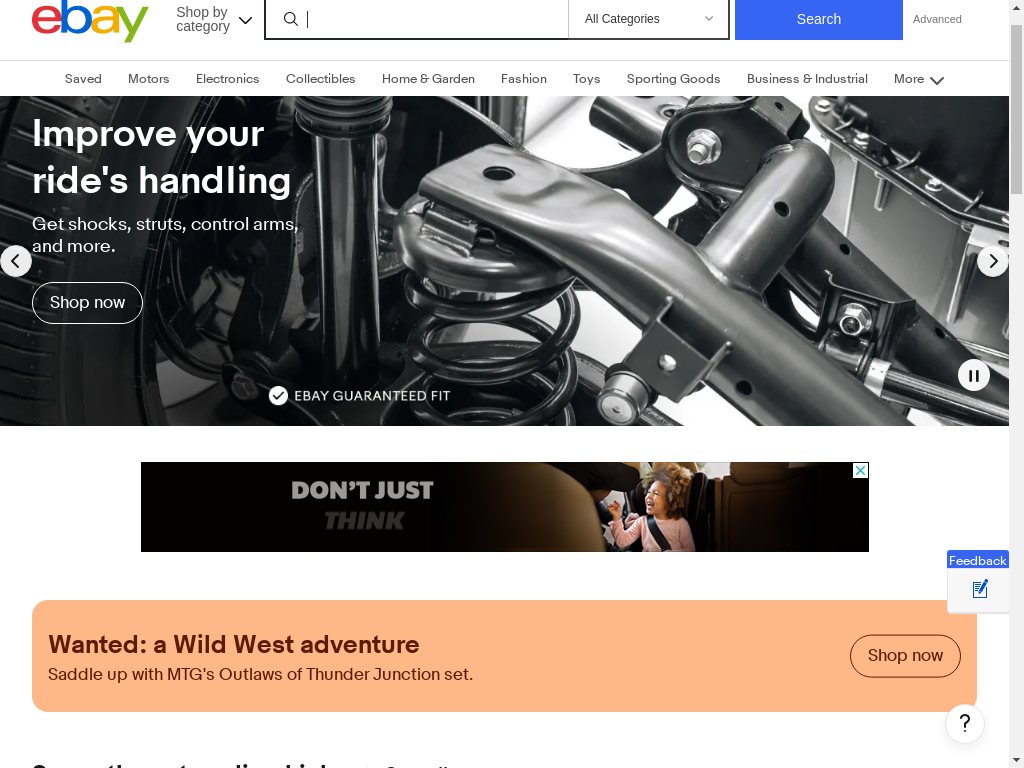 ebay
Shop by
category
All Categories
Search
Advanced
Saved
Motors
Electronics
Collectibles
Home & Garden
Fashion
Toys
Sporting Goods
Business & Industrial
More
Improve your
ride's handling
Get shocks, struts, control arms,
and more.
Shop now
EBAY GUARANTEED FIT
DON'T JUST
THINK
Feedback
Wanted: a Wild West adventure
Saddle up with MTG's Outlaws of Thunder Junction set.
Shop now
?